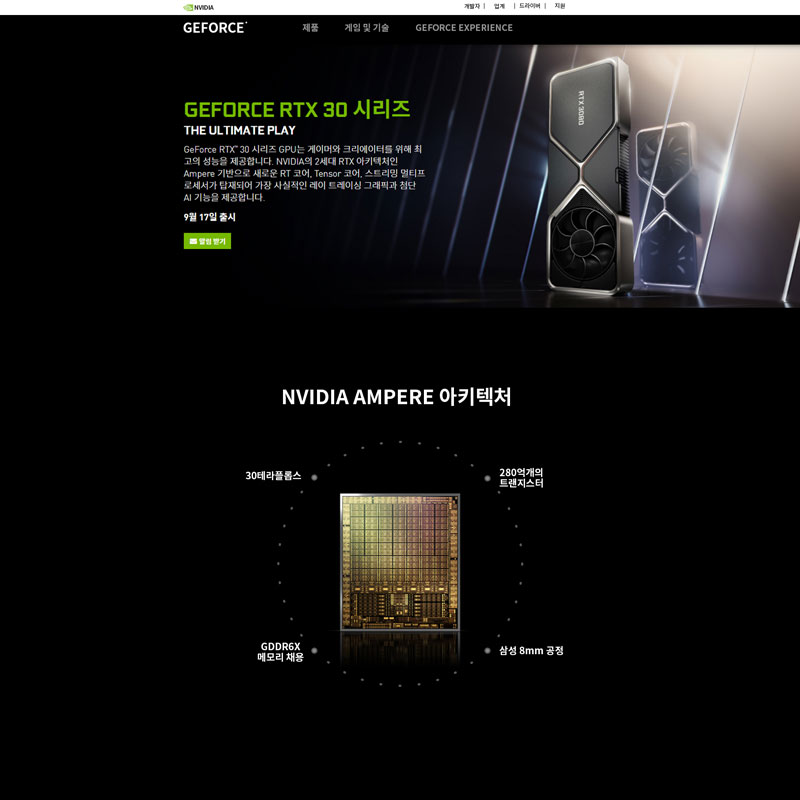 NVIDIA
개발자 | 업계 | 드라이버 | 지원
GEFORCE
제품 게임 및 기술 GEFORCE EXPERIENCE
GEFORCE RTX 30 시리즈
THE ULTIMATE PLAY
GeForce RTX™ 30 시리즈 GPU는 게이머와 크리에이터를 위해 최
고의 성능을 제공합니다. NVIDIA의 2세대 RTX 아키텍처인
Ampere 기반으로 새로운 RT 코어, Tensor 코어, 스트리밍 멀티프
로세서가 탑재되어 가장 사실적인 레이 트레이싱 그래픽과 첨단
AI 기능을 제공합니다.
9월 17일 출시
알림 받기
RTX 3080
NVIDIA AMPERE 아키텍처
30테라플롭스
280억개의
트랜지스터
GDDR6X
메모리 채용
삼성 8mm 공정